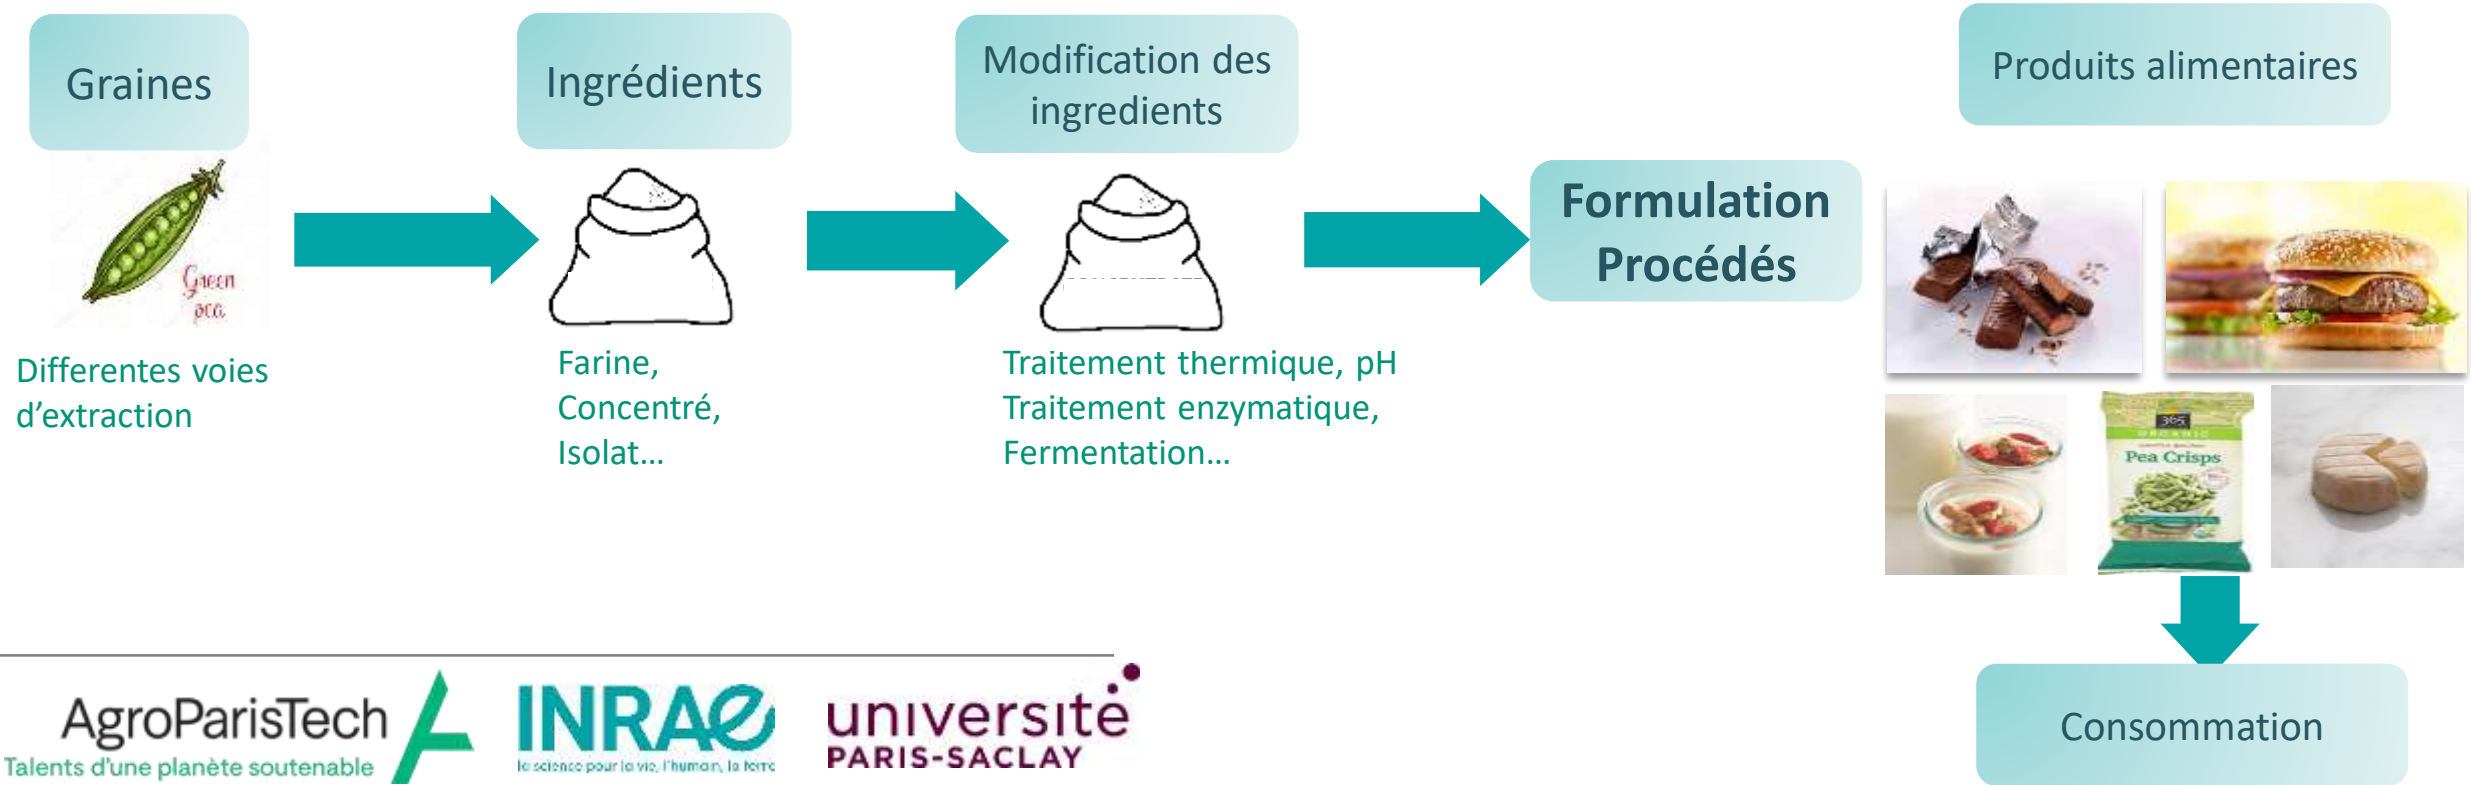 Graines
Ingrédients
Modification des
ingredients
Produits alimentaires
Formulation
Procédés
Green
pea
365
ORGANIC
Pea Crisps
Differentes voies
d'extraction
Farine,
Concentré,
Isolat...
Traitement thermique, pH
Traitement enzymatique,
Fermentation...
Consommation
AgroParisTech
Talents d'une planète soutenable
INRAE
la science pour la vie, l'humain, la terre
université
PARIS-SACLAY